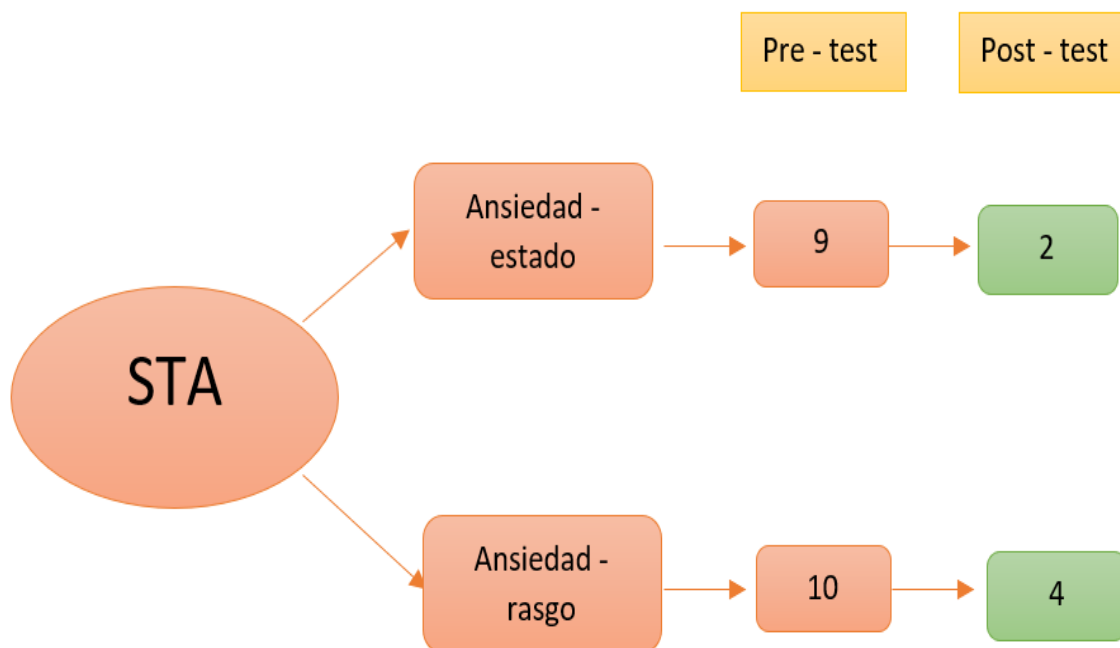 Pre - test
Post - test
Ansiedad -
estado
9
2
STA
Ansiedad -
rasgo
10
4